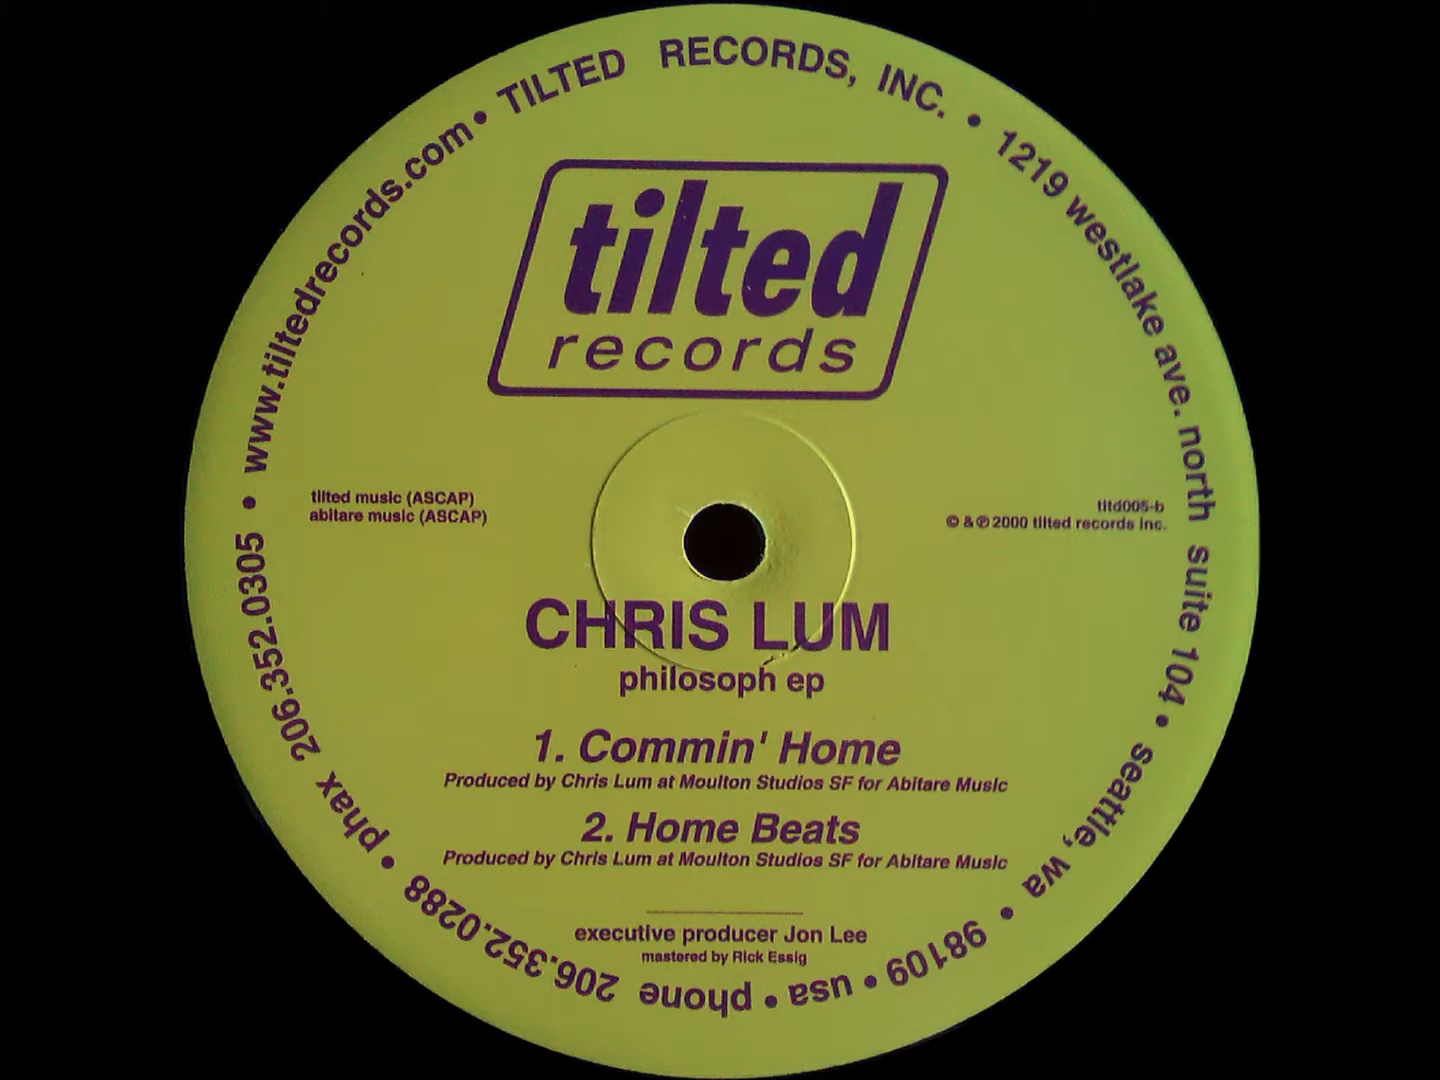 TILTED RECORDS, INC. • 1219 westlake ave. north suite 104 • seattle, wa • 98109 • usa • phone 206.352.0288 • phax 206.352.0305 • www.tiltedrecords.com •
tilted
records
tilted music (ASCAP)
abitare music (ASCAP)
titd005-b
© & ℗ 2000 tilted records inc.
CHRIS LUM
philosoph ep
1. Commin' Home
Produced by Chris Lum at Moulton Studios SF for Abitare Music
2. Home Beats
Produced by Chris Lum at Moulton Studios SF for Abitare Music
executive producer Jon Lee
mastered by Rick Essig